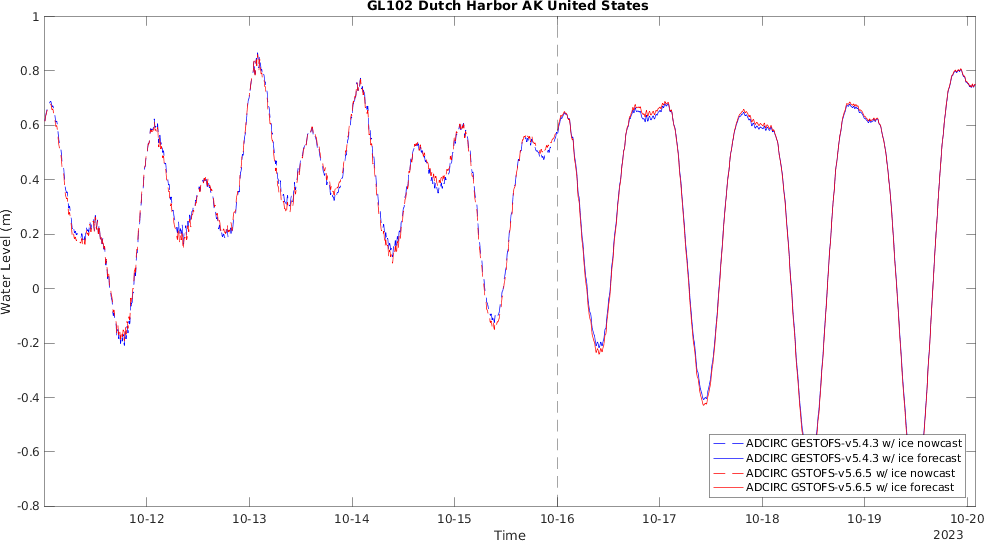 GL102 Dutch Harbor AK United States
1
0.8
0.6
0.4
0.2
0
-0.2
-0.4
-0.6
-0.8
Water Level (m)
ADCIRC GESTOFS-v5.4.3 w/ ice nowcast
ADCIRC GESTOFS-v5.4.3 w/ ice forecast
ADCIRC GSTOFS-v5.6.5 w/ ice nowcast
ADCIRC GSTOFS-v5.6.5 w/ ice forecast
10-12 10-13 10-14 10-15 10-16 10-17 10-18 10-19 10-20
Time
2023